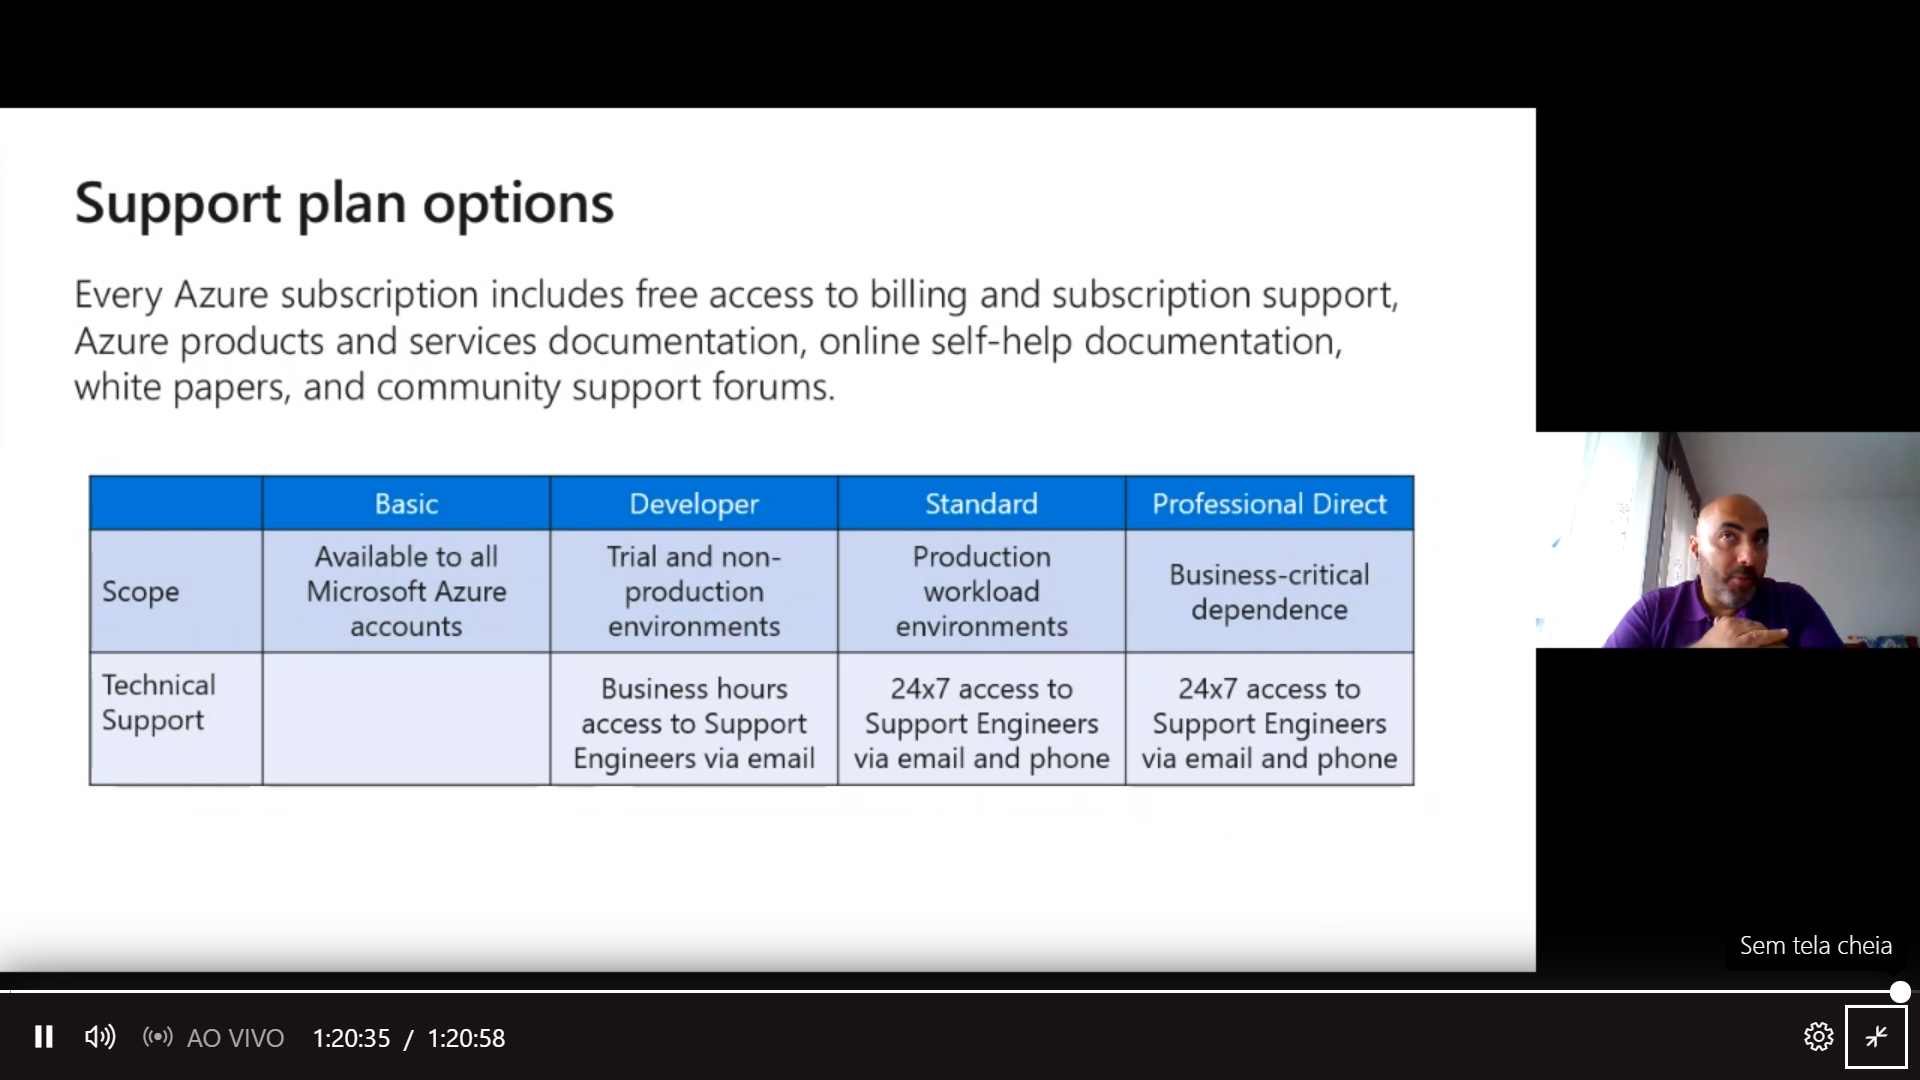 Support plan options
Every Azure subscription includes free access to billing and subscription support,
Azure products and services documentation, online self-help documentation,
white papers, and community support forums.
Basic
Developer
Standard
Professional Direct
Scope
Available to all
Microsoft Azure
accounts
Trial and non-
production
environments
Production
workload
environments
Business-critical
dependence
Technical
Support
Business hours
access to Support
Engineers via email
24x7 access to
Support Engineers
via email and phone
24x7 access to
Support Engineers
via email and phone
Sem tela cheia
AO VIVO 1:20:35 / 1:20:58